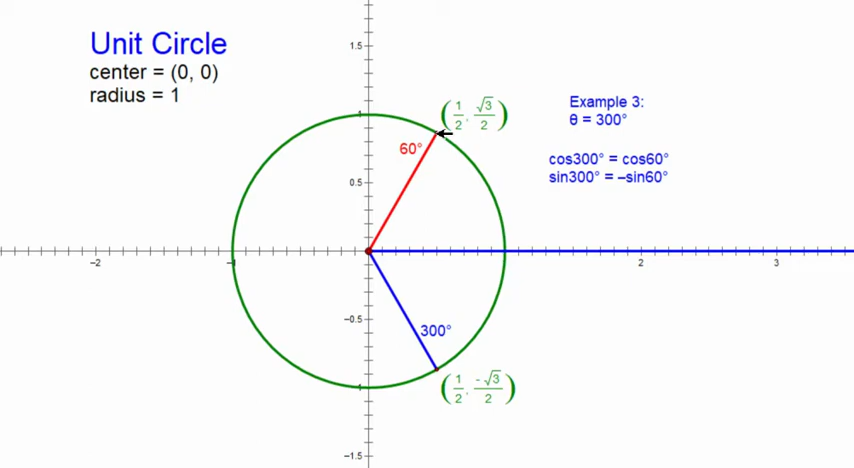 Unit Circle
center = (0, 0)
radius = 1
1.5
1
(1/2, √3/2)
Example 3:
θ = 300°
60°
cos300° = cos60°
sin300° = –sin60°
0.5
−2
−1
2
3
−0.5
300°
−1
(1/2, -√3/2)
−1.5